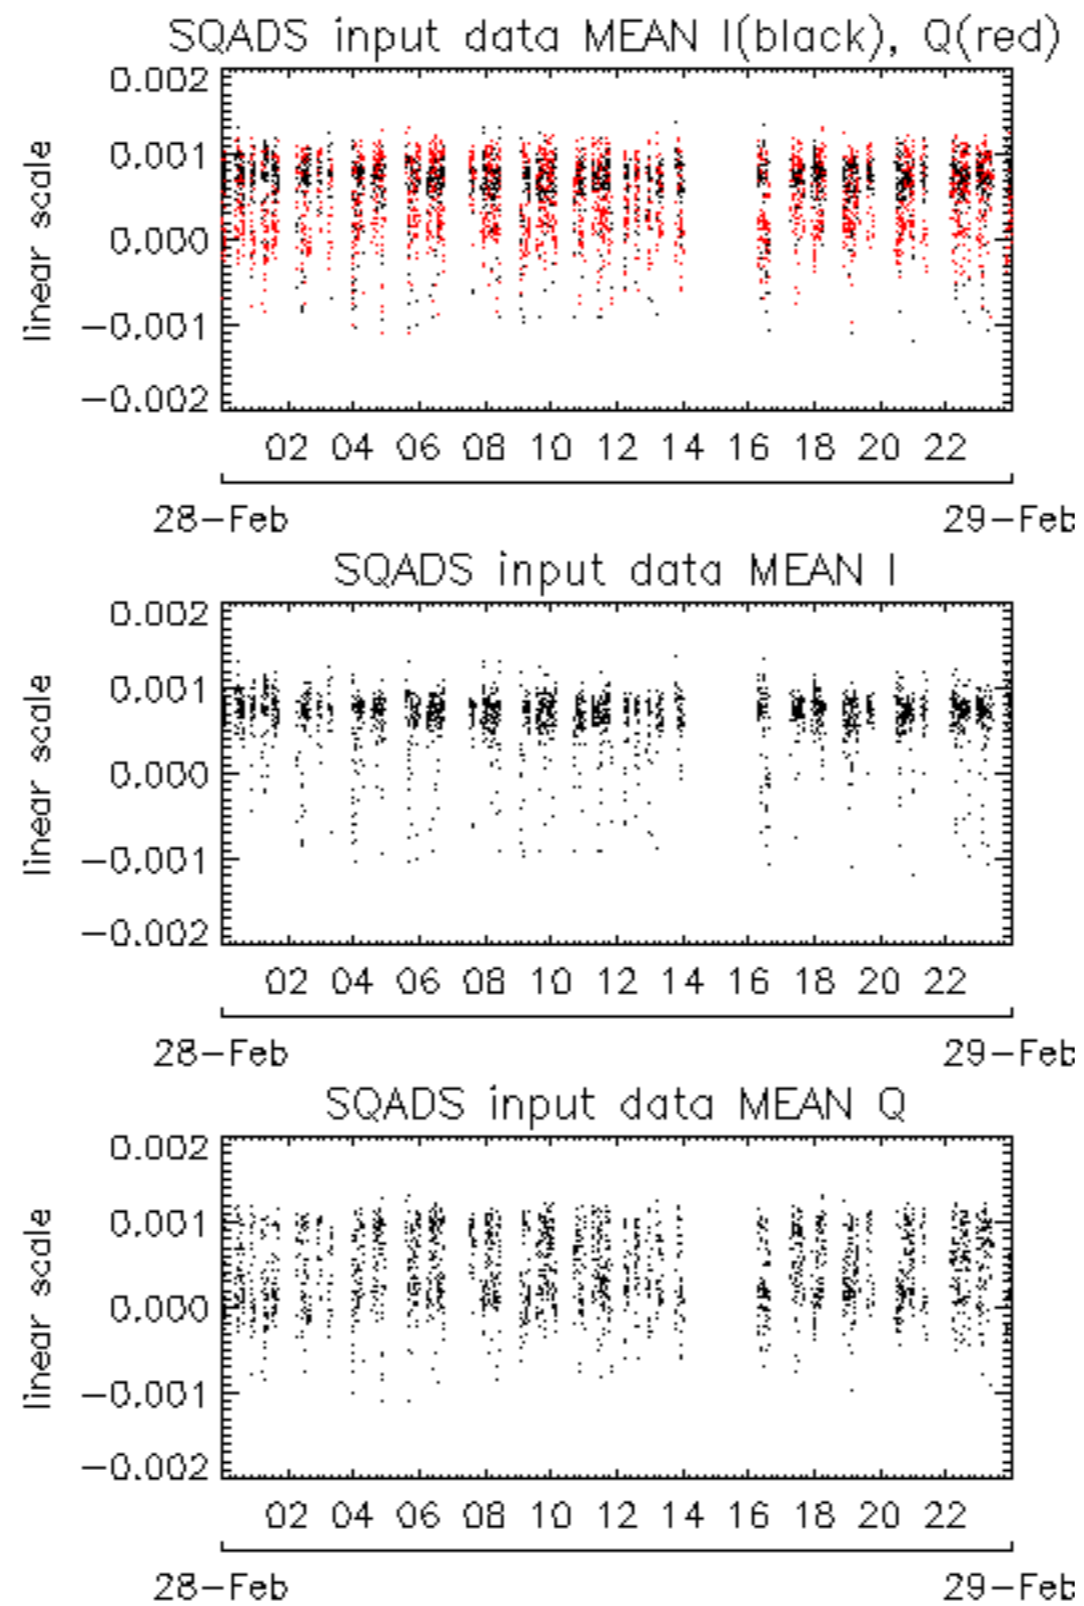 SQADS input data MEAN I(black), Q(red)
0.002
0.001
0.000
−0.001
−0.002
linear scale
02 04 06 08 10 12 14 16 18 20 22
28−Feb 29−Feb
SQADS input data MEAN I
0.002
0.001
0.000
−0.001
−0.002
linear scale
02 04 06 08 10 12 14 16 18 20 22
28−Feb 29−Feb
SQADS input data MEAN Q
0.002
0.001
0.000
−0.001
−0.002
linear scale
02 04 06 08 10 12 14 16 18 20 22
28−Feb 29−Feb